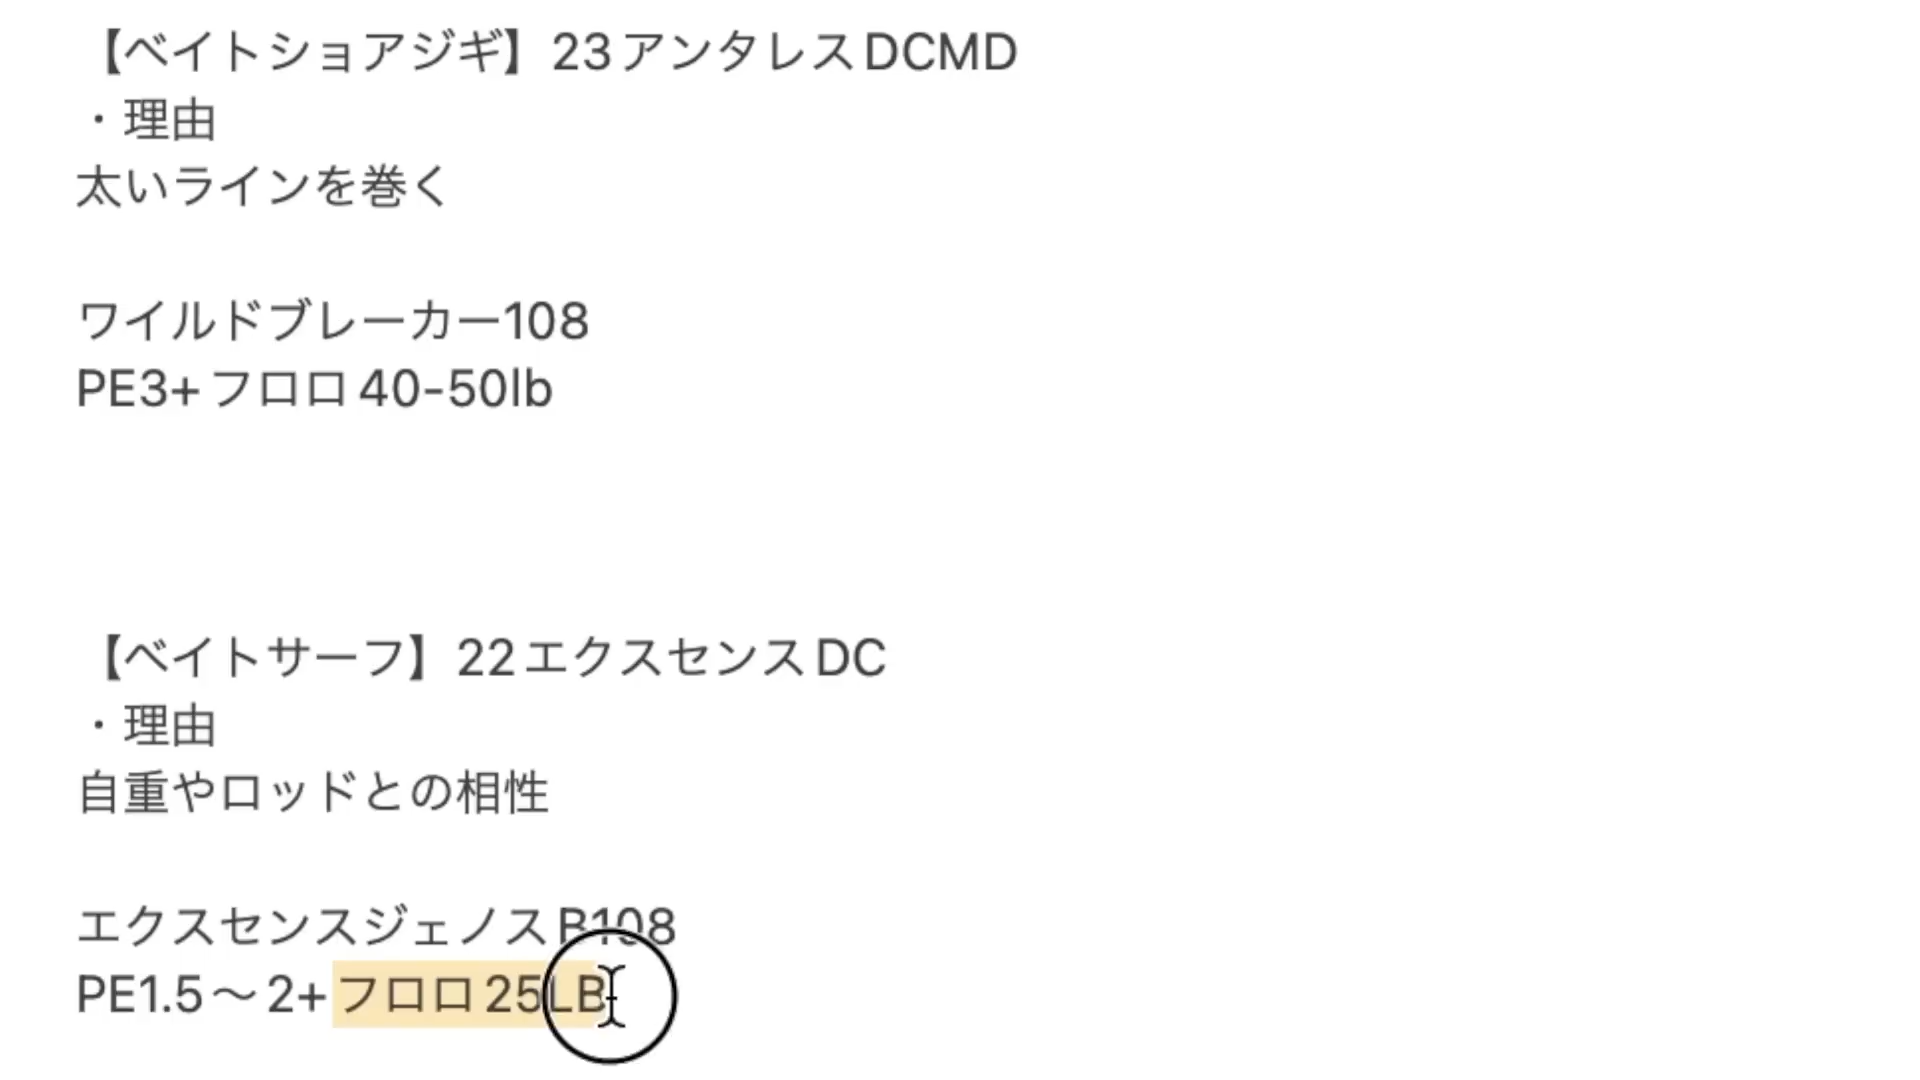 【ベイトショアジギ】23アンタレスDCMD
・理由
太いラインを巻く
ワイルドブレーカー108
PE3+フロロ40-50lb
【ベイトサーフ】22エクスセンスDC
・理由
自重やロッドとの相性
エクスセンスジェノスB108
PE1.5〜2+フロロ25LB